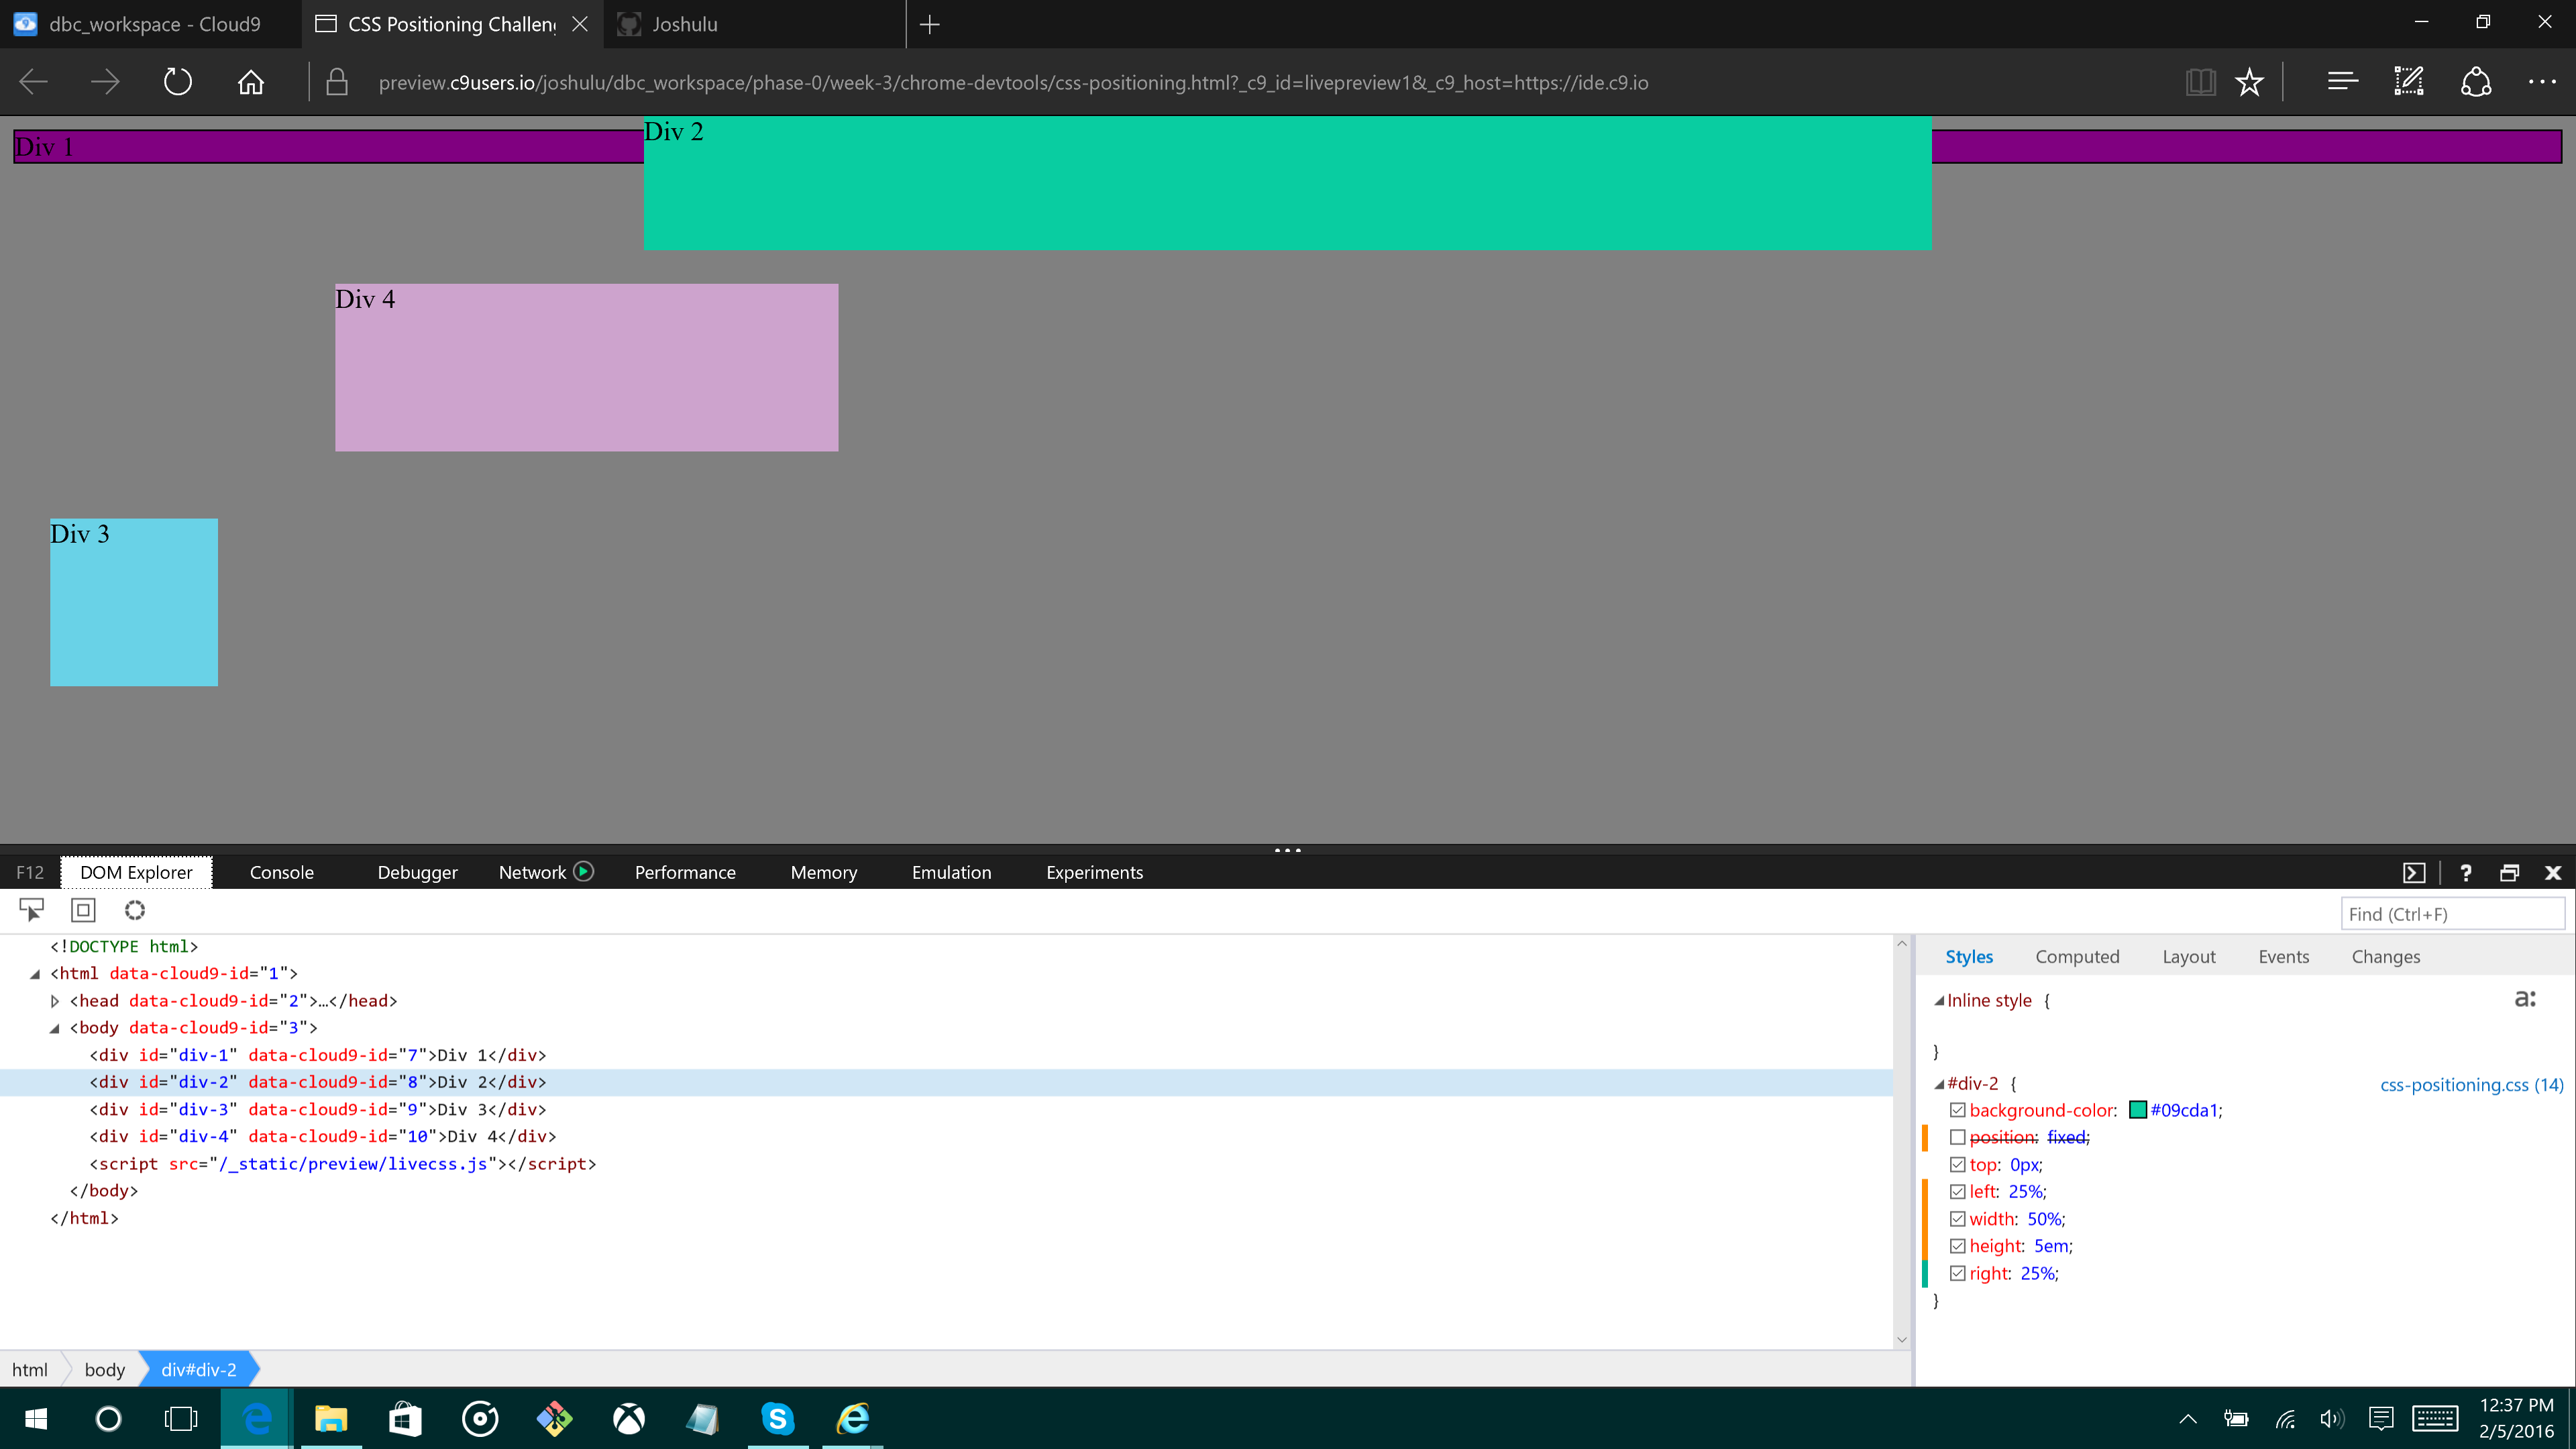 dbc_workspace - Cloud9
CSS Positioning Challen
Joshulu
preview.c9users.io/joshulu/dbc_workspace/phase-0/week-3/chrome-devtools/css-positioning.html?_c9_id=livepreview1&_c9_host=https://ide.c9.io
Div 1
Div 2
Div 4
Div 3
F12 DOM Explorer Console Debugger Network Performance Memory Emulation Experiments ?
Find (Ctrl+F)
<!DOCTYPE html>
<html data-cloud9-id="1">
<head data-cloud9-id="2">…</head>
<body data-cloud9-id="3">
<div id="div-1" data-cloud9-id="7">Div 1</div>
<div id="div-2" data-cloud9-id="8">Div 2</div>
<div id="div-3" data-cloud9-id="9">Div 3</div>
<div id="div-4" data-cloud9-id="10">Div 4</div>
<script src="/_static/preview/livecss.js"></script>
</body>
</html>
Styles Computed Layout Events Changes
Inline style { a:
}
#div-2 { css-positioning.css (14)
background-color: #09cda1;
position: fixed;
top: 0px;
left: 25%;
width: 50%;
height: 5em;
right: 25%;
}
html body div#div-2
12:37 PM
2/5/2016